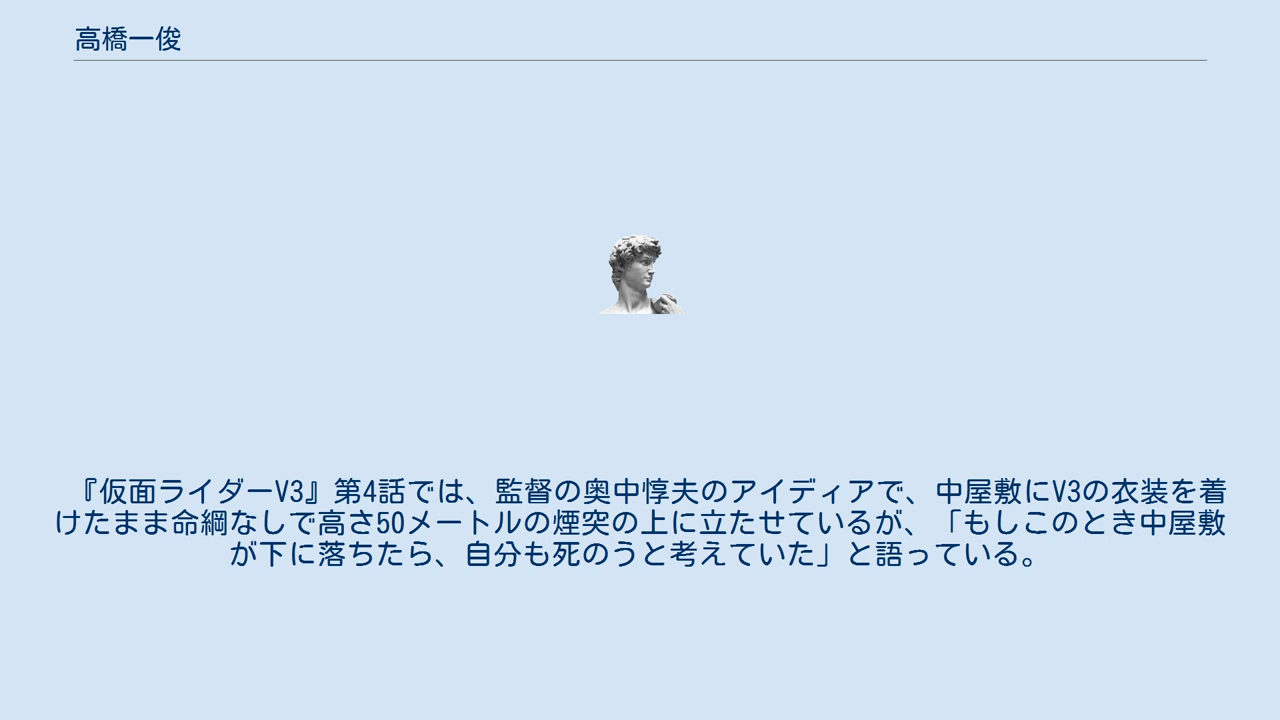 高橋一俊
『仮面ライダーV3』第4話では、監督の奥中惇夫のアイディアで、中屋敷にV3の衣装を着
けたまま命綱なしで高さ50メートルの煙突の上に立たせているが、「もしこのとき中屋敷
が下に落ちたら、自分も死のうと考えていた」と語っている。